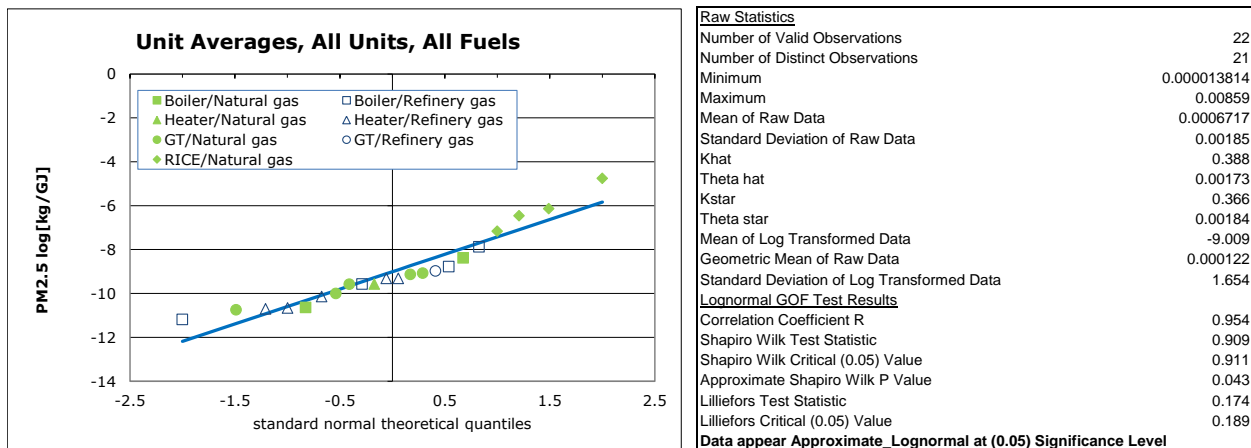 Unit Averages, All Units, All Fuels
PM2.5 log[kg/GJ]
0
-2
-4
-6
-8
-10
-12
-14
Boiler/Natural gas Boiler/Refinery gas
Heater/Natural gas Heater/Refinery gas
GT/Natural gas GT/Refinery gas
RICE/Natural gas
-2.5 -1.5 -0.5 0.5 1.5 2.5
standard normal theoretical quantiles
Raw Statistics
Number of Valid Observations 22
Number of Distinct Observations 21
Minimum 0.000013814
Maximum 0.00859
Mean of Raw Data 0.0006717
Standard Deviation of Raw Data 0.00185
Khat 0.388
Theta hat 0.00173
Kstar 0.366
Theta star 0.00184
Mean of Log Transformed Data -9.009
Geometric Mean of Raw Data 0.000122
Standard Deviation of Log Transformed Data 1.654
Lognormal GOF Test Results
Correlation Coefficient R 0.954
Shapiro Wilk Test Statistic 0.909
Shapiro Wilk Critical (0.05) Value 0.911
Approximate Shapiro Wilk P Value 0.043
Lilliefors Test Statistic 0.174
Lilliefors Critical (0.05) Value 0.189
Data appear Approximate_Lognormal at (0.05) Significance Level